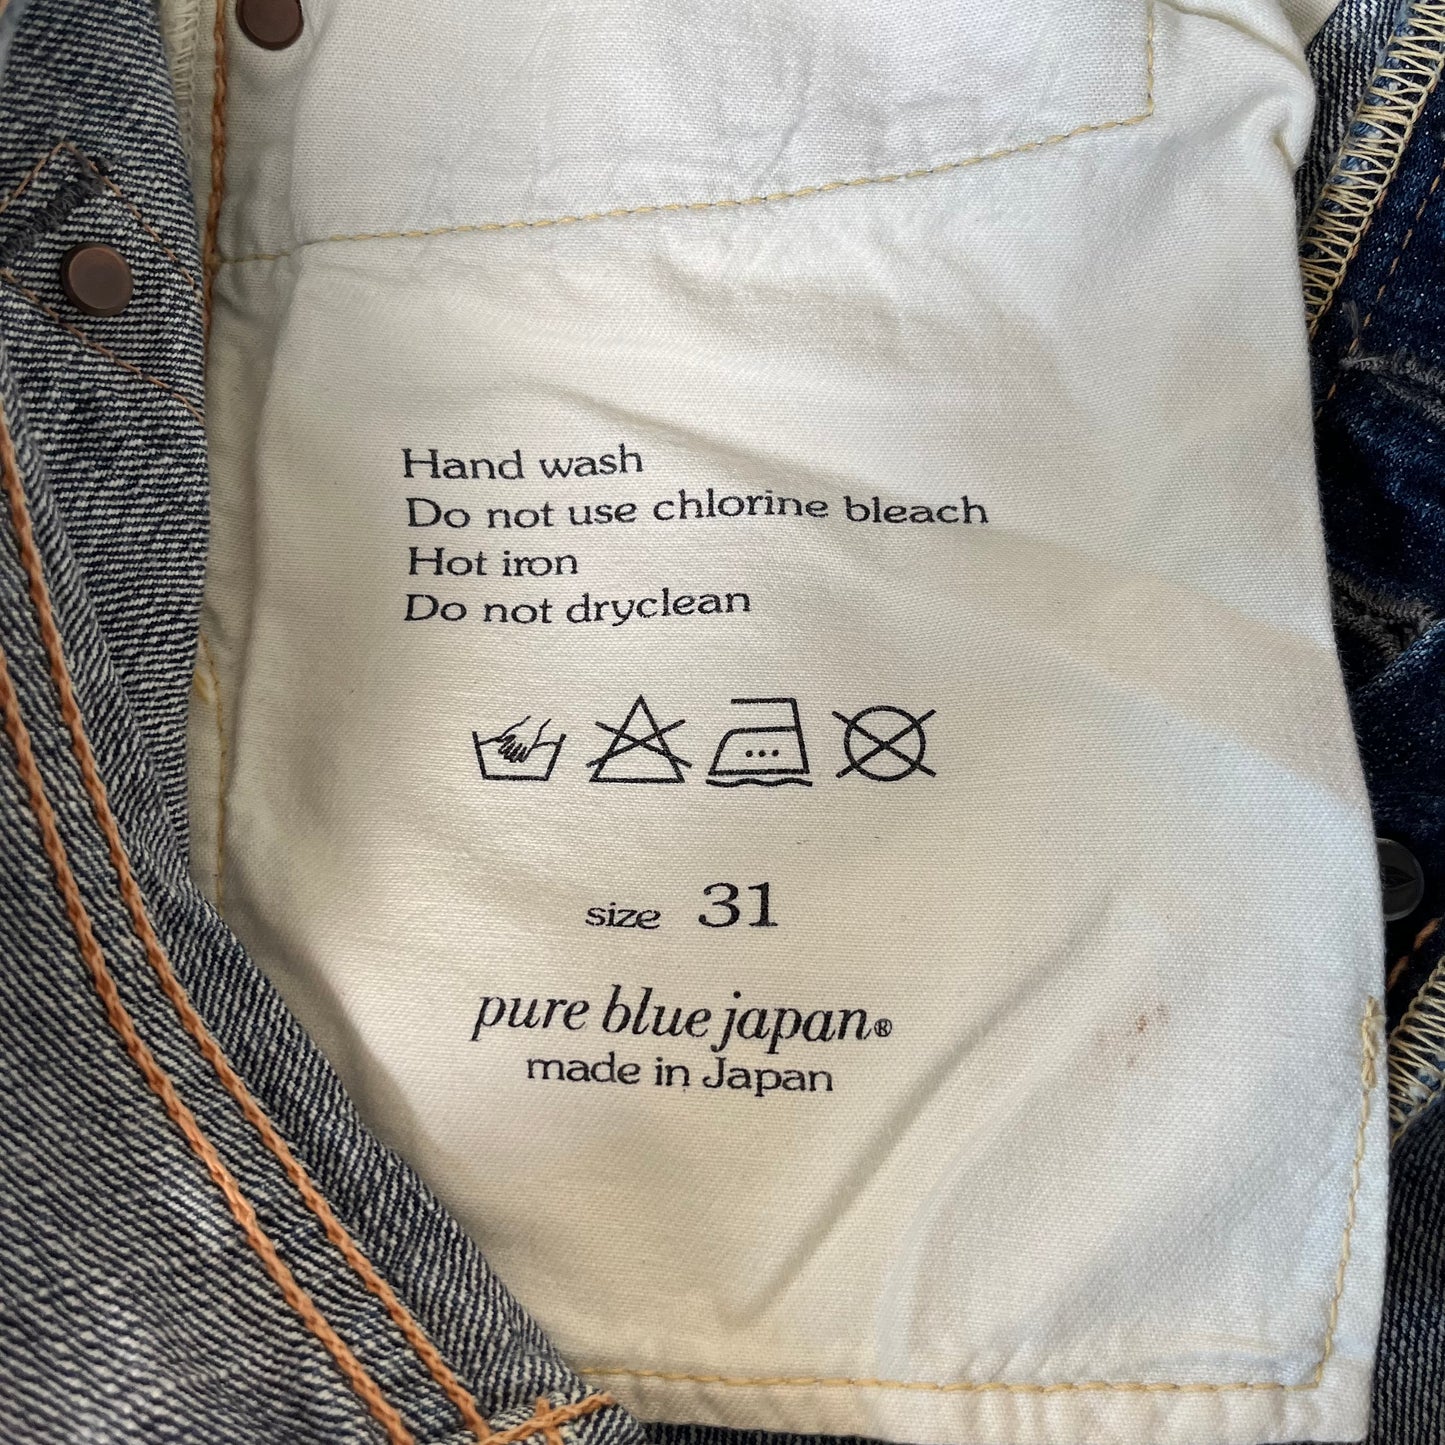 Hand wash
Do not use chlorine bleach
Hot iron
Do not dryclean
size 31
pure blue japan®
made in Japan